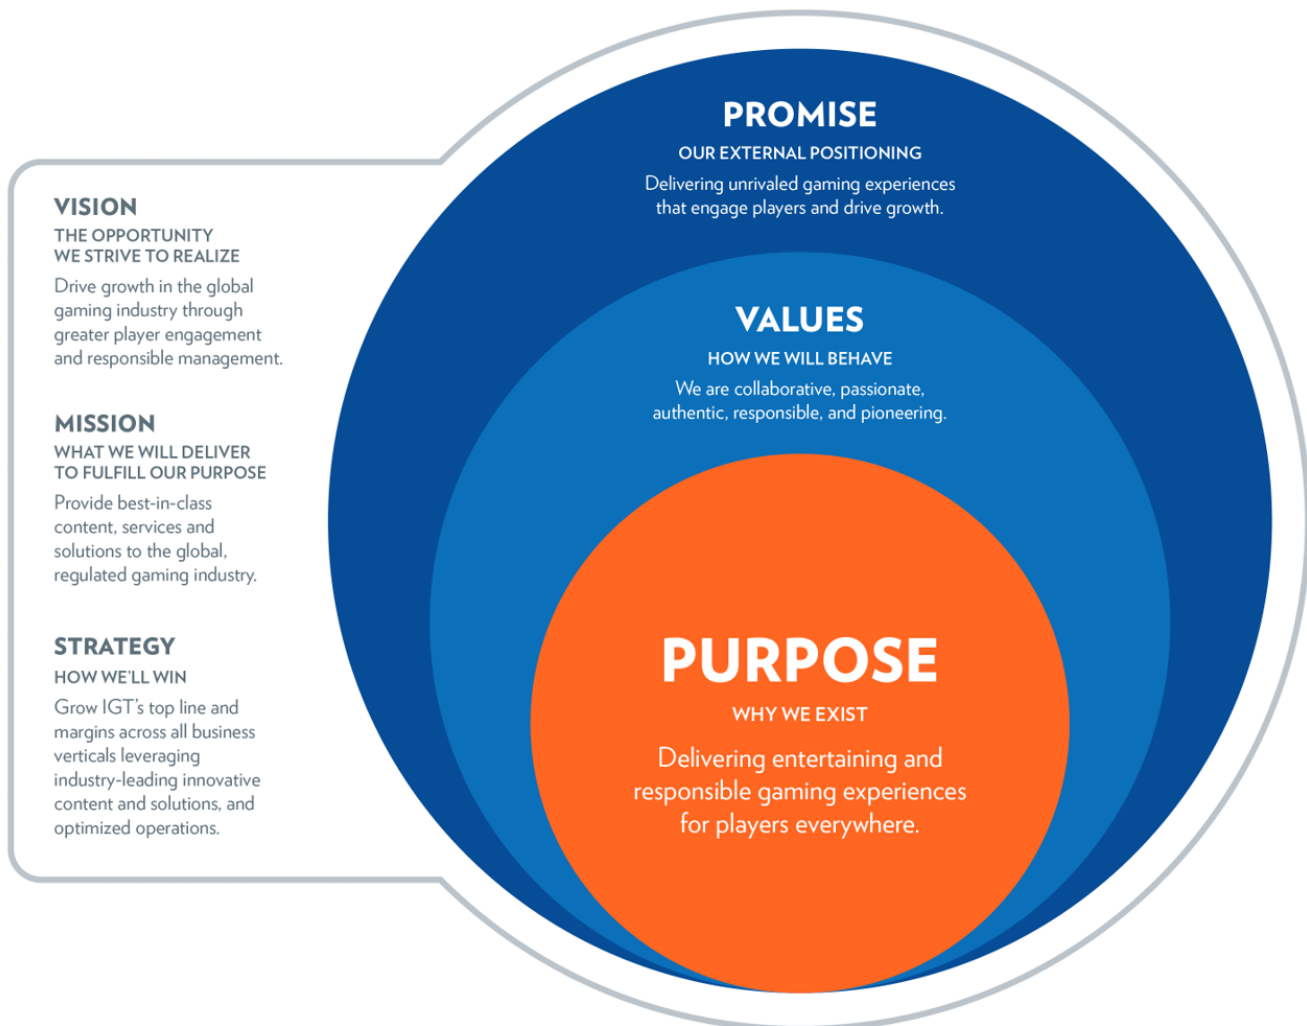 VISION
THE OPPORTUNITY
WE STRIVE TO REALIZE
Drive growth in the global
gaming industry through
greater player engagement
and responsible management.
MISSION
WHAT WE WILL DELIVER
TO FULFILL OUR PURPOSE
Provide best-in-class
content, services and
solutions to the global,
regulated gaming industry.
STRATEGY
HOW WE'LL WIN
Grow IGT's top line and
margins across all business
verticals leveraging
industry-leading innovative
content and solutions, and
optimized operations.
PROMISE
OUR EXTERNAL POSITIONING
Delivering unrivaled gaming experiences
that engage players and drive growth.
VALUES
HOW WE WILL BEHAVE
We are collaborative, passionate,
authentic, responsible, and pioneering.
PURPOSE
WHY WE EXIST
Delivering entertaining and
responsible gaming experiences
for players everywhere.